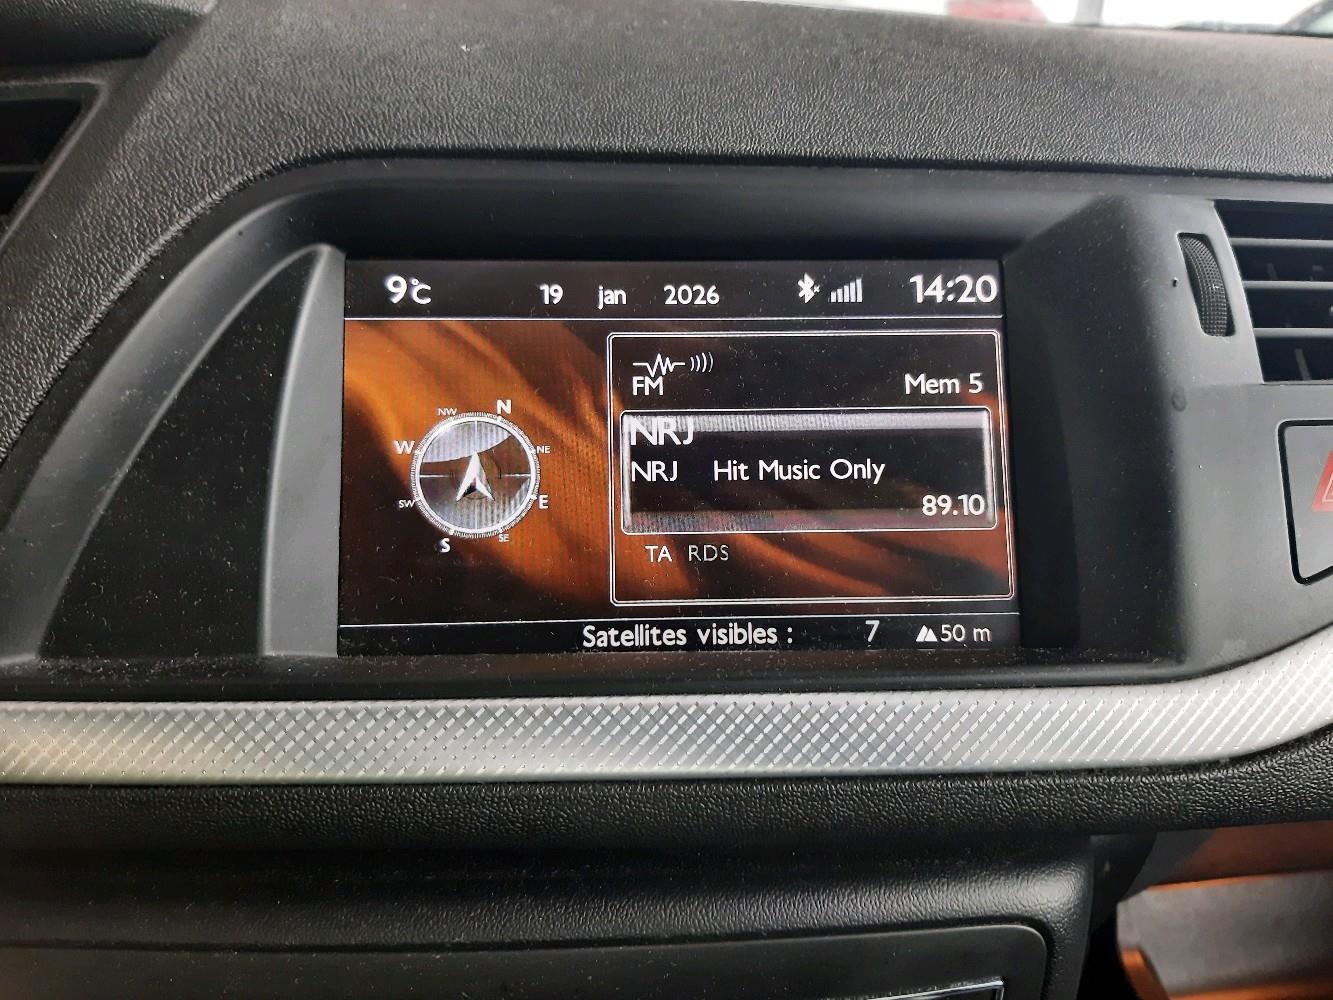 9°C 19 jan 2026 14:20
NW N
W NE
SW E
S SE
FM Mem 5
NRJ
NRJ Hit Music Only
89.10
TA RDS
Satellites visibles : 7 50 m